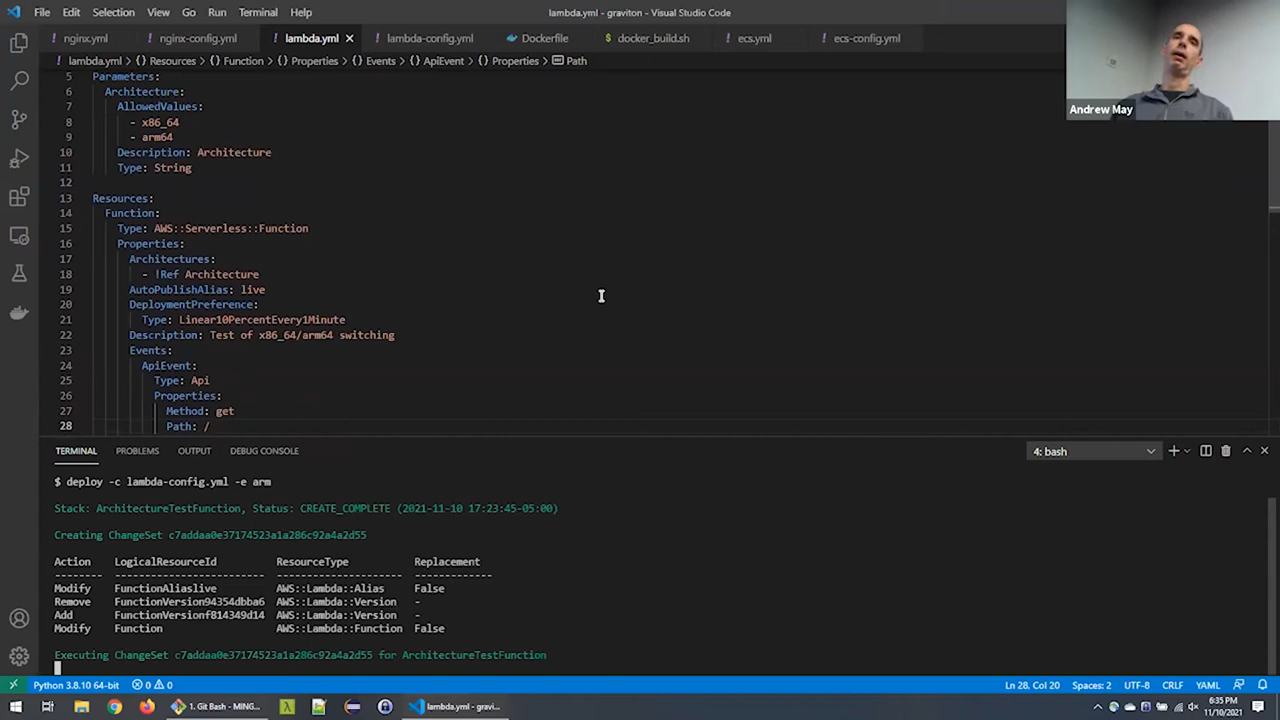 File Edit Selection View Go Run Terminal Help lambda.yml - graviton - Visual Studio Code
! nginx.yml ! nginx-config.yml ! lambda.yml × ! lambda-config.yml Dockerfile $ docker_build.sh ! ecs.yml ! ecs-config.yml
! lambda.yml > {} Resources > {} Function > {} Properties > {} Events > {} ApiEvent > {} Properties > Path
Andrew May
5 Parameters:
6 Architecture:
7 AllowedValues:
8 - x86_64
9 - arm64
10 Description: Architecture
11 Type: String
12
13 Resources:
14 Function:
15 Type: AWS::Serverless::Function
16 Properties:
17 Architectures:
18 - !Ref Architecture
19 AutoPublishAlias: live
20 DeploymentPreference:
21 Type: Linear10PercentEvery1Minute
22 Description: Test of x86_64/arm64 switching
23 Events:
24 ApiEvent:
25 Type: Api
26 Properties:
27 Method: get
28 Path: /
TERMINAL PROBLEMS OUTPUT DEBUG CONSOLE 4: bash
$ deploy -c lambda-config.yml -e arm
Stack: ArchitectureTestFunction, Status: CREATE_COMPLETE (2021-11-10 17:23:45-05:00)
Creating ChangeSet c7addaa0e37174523a1a286c92a4a2d55
Action LogicalResourceId ResourceType Replacement
-------- ------------------------- --------------------- -------------
Modify FunctionAliaslive AWS::Lambda::Alias False
Remove FunctionVersion94354dbba6 AWS::Lambda::Version -
Add FunctionVersionf814349d14 AWS::Lambda::Version -
Modify Function AWS::Lambda::Function False
Executing ChangeSet c7addaa0e37174523a1a286c92a4a2d55 for ArchitectureTestFunction
Python 3.8.10 64-bit 0 0 Ln 28, Col 20 Spaces: 2 UTF-8 CRLF YAML
1. Git Bash - MING... lambda.yml - gravit... 6:35 PM
11/10/2021